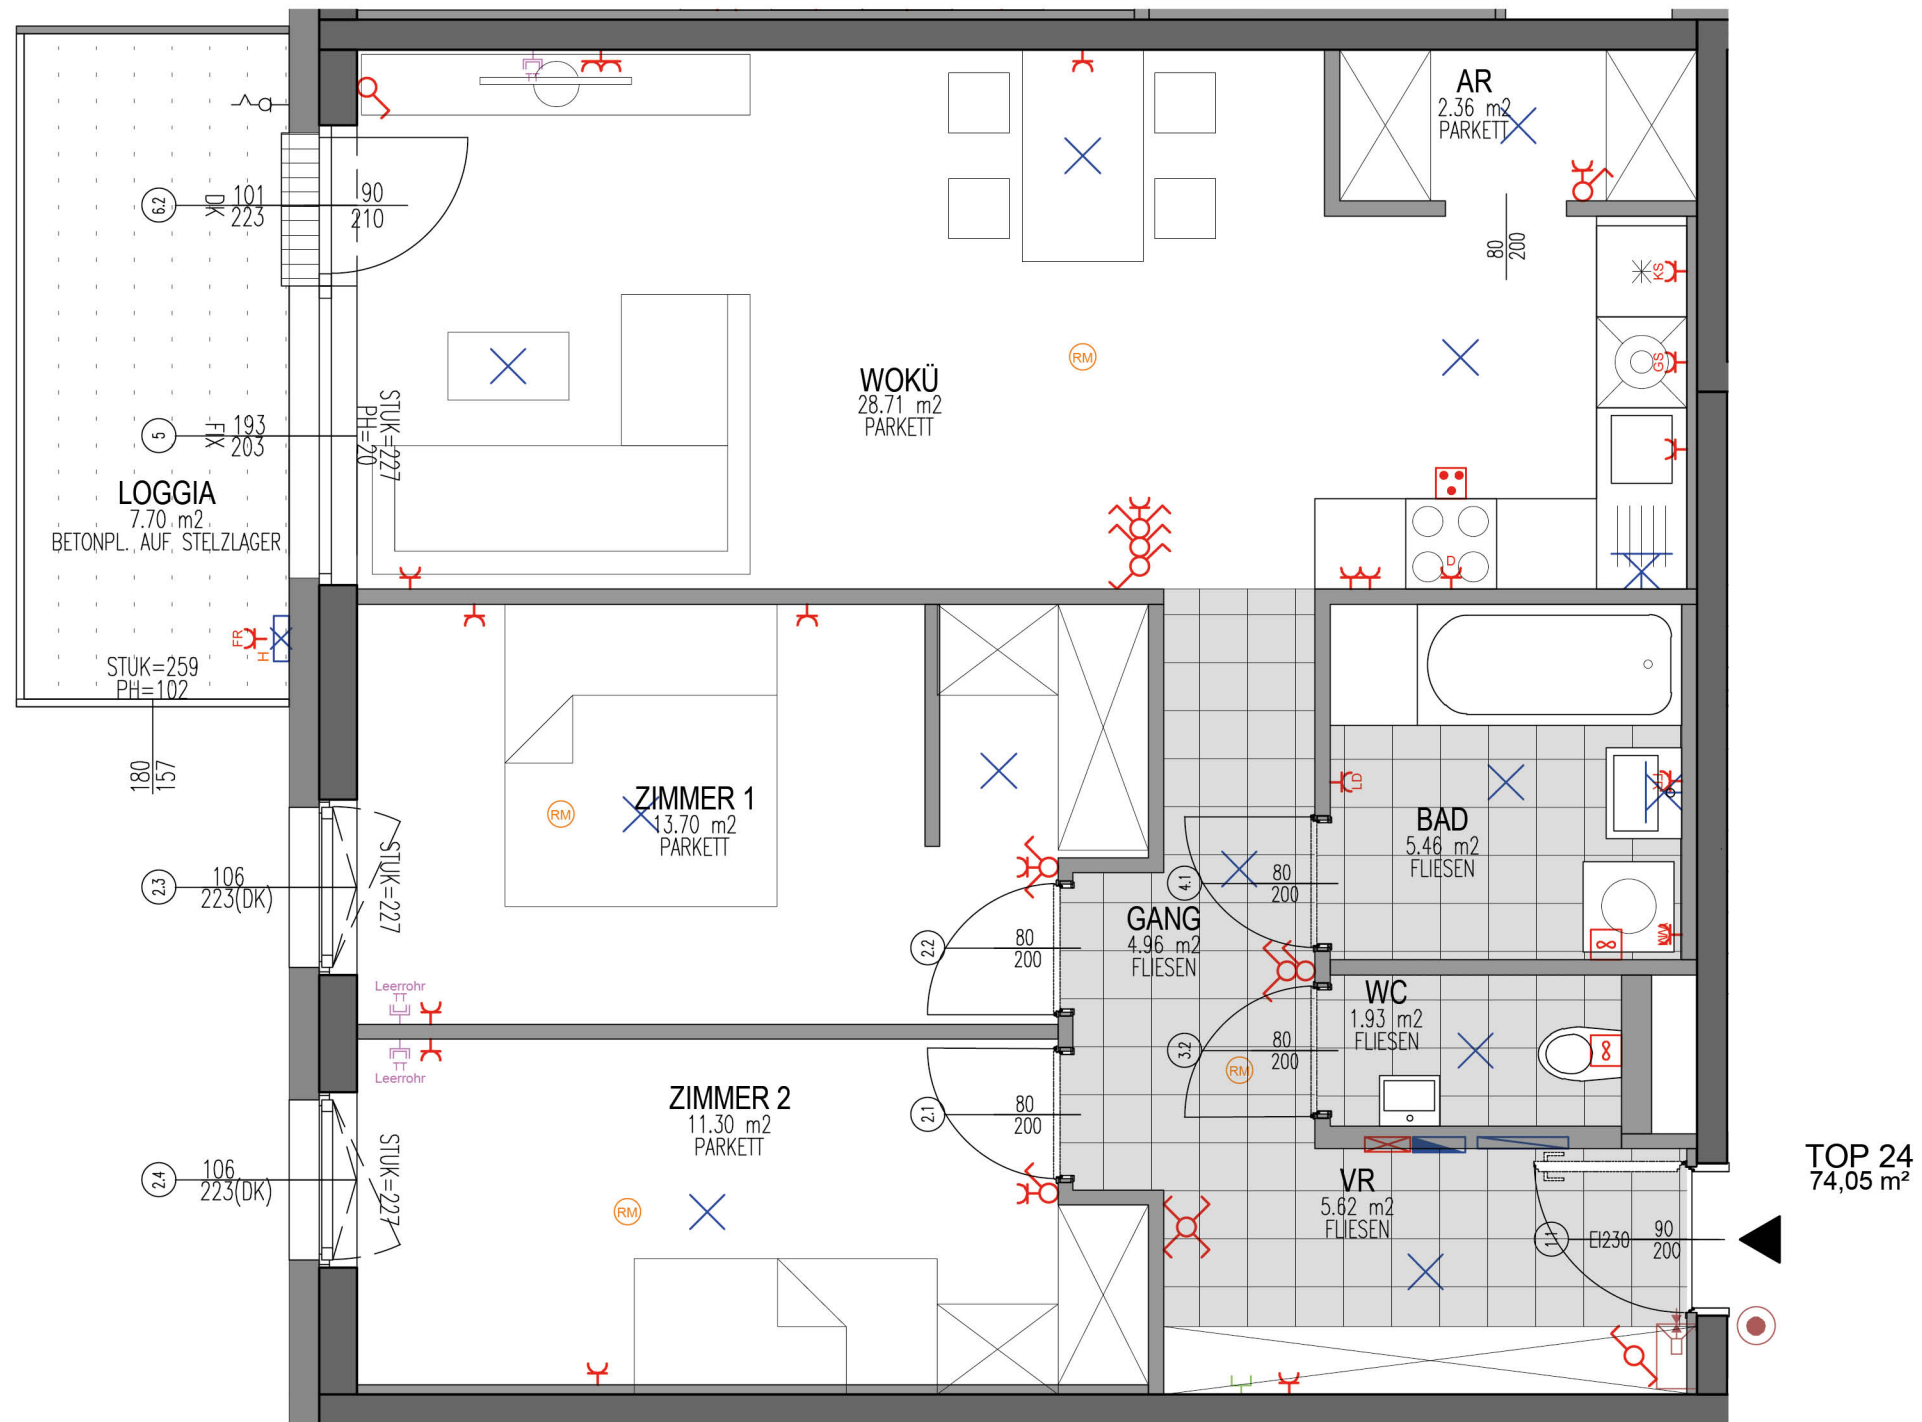 AR
2.36 m2
PARKETT
6.2
DK
101
223
90
210
80
200
KS
GS
RM
WOKÜ
28.71 m2
PARKETT
5
FIX
193
203
STUK=227
PH=20
LOGGIA
7.70 m2
BETONPL. AUF STELZLAGER
D
FR
H
STUK=259
PH=102
180
157
ZIMMER 1
13.70 m2
PARKETT
RM
LD
BAD
5.46 m2
FLIESEN
2.3
106
223(DK)
STUK=227
4.1
80
200
GANG
4.96 m2
FLIESEN
2.2
80
200
Leerrohr
WC
1.93 m2
FLIESEN
3.2
80
200
RM
Leerrohr
ZIMMER 2
11.30 m2
PARKETT
2.1
80
200
2.4
106
223(DK)
STUK=227
RM
VR
5.62 m2
FLIESEN
1.1
EI230
90
200
TOP 24
74,05 m²